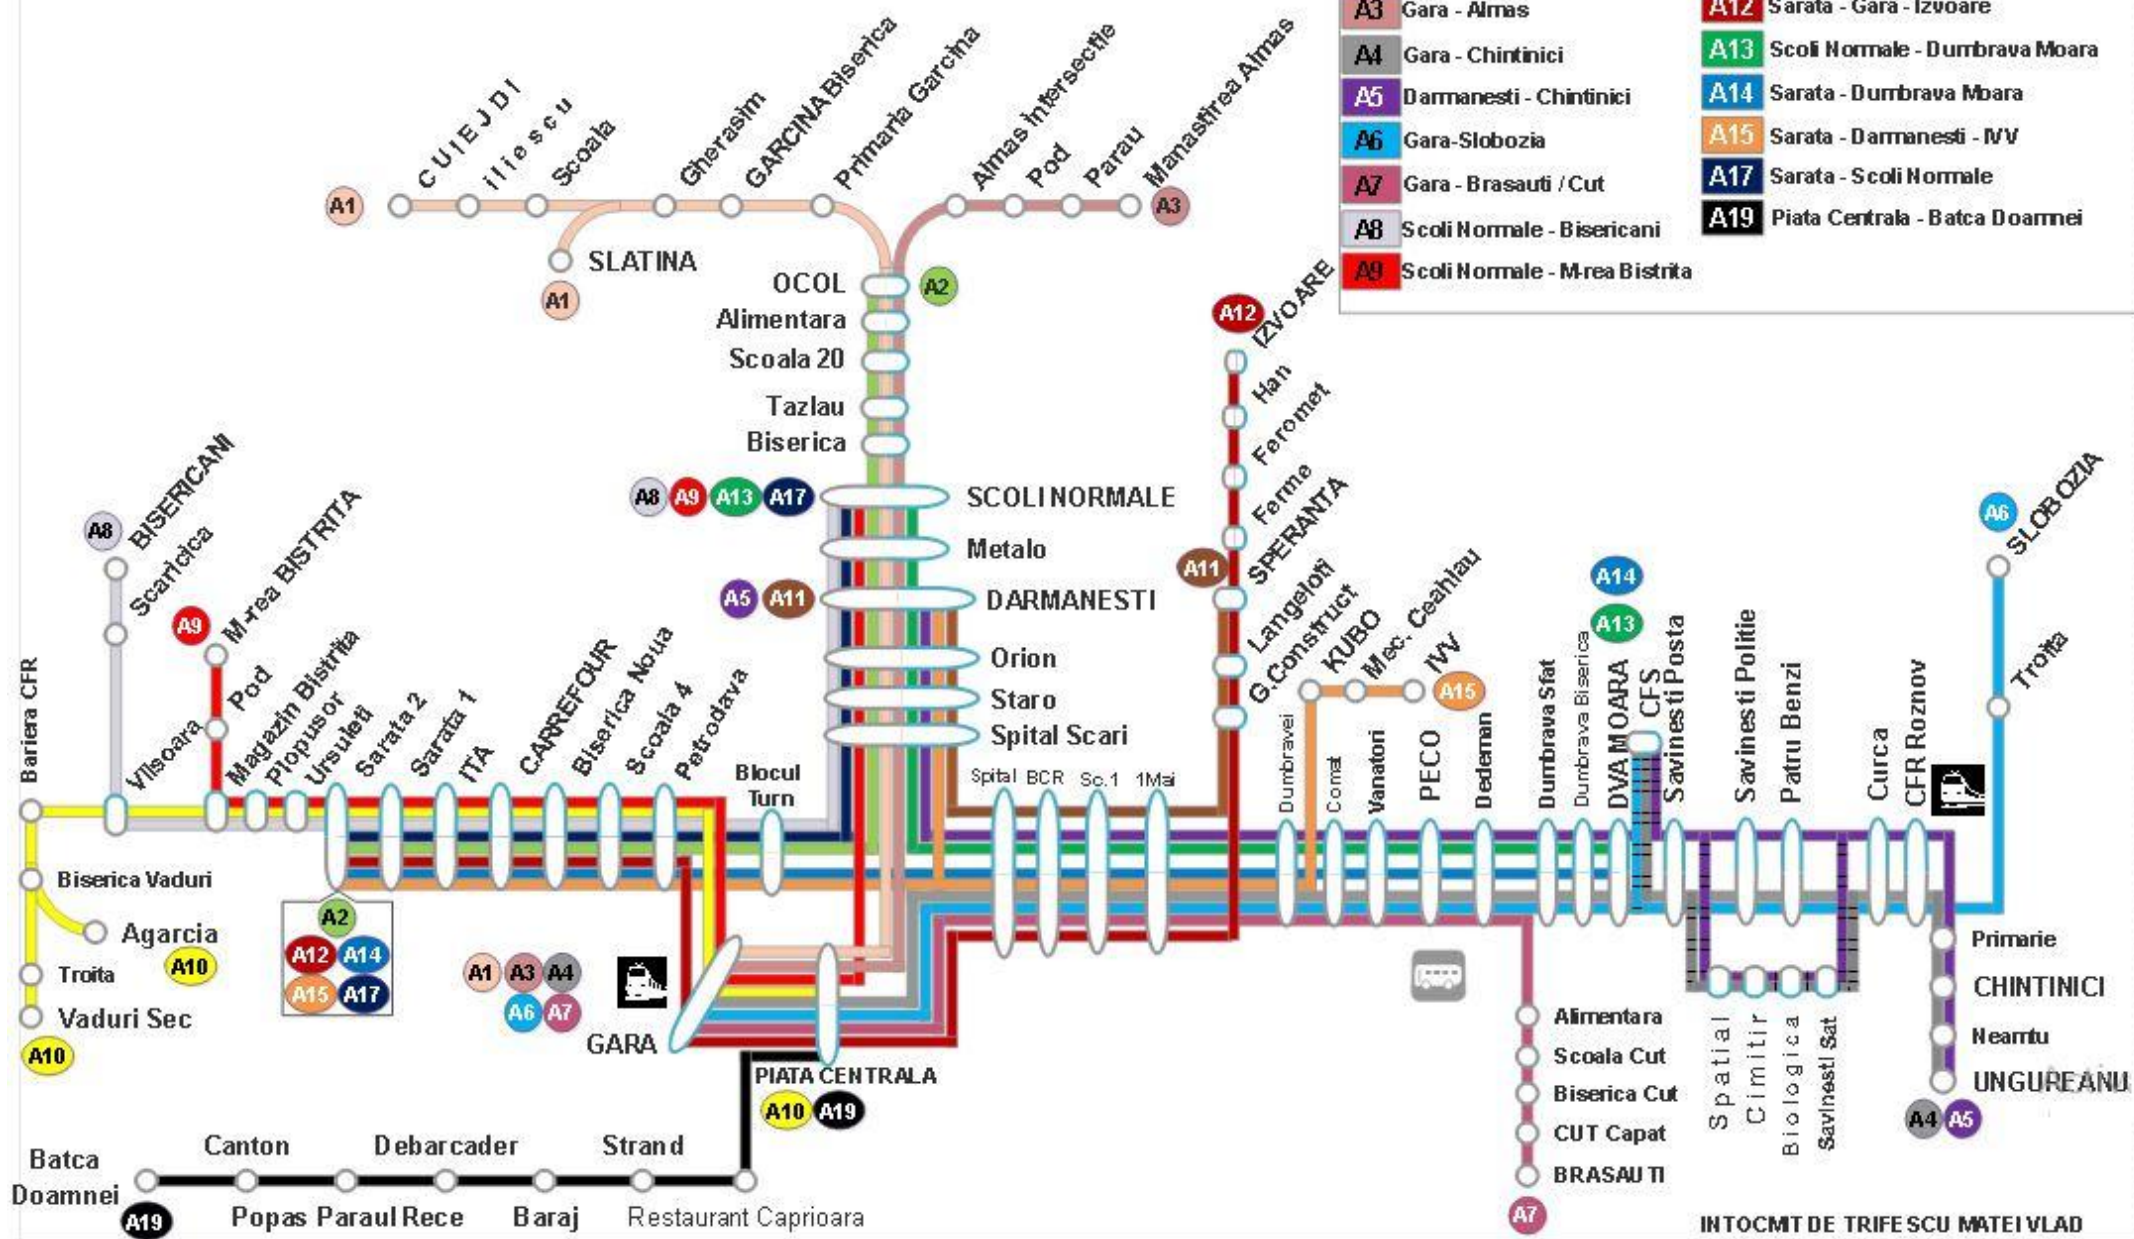 A3 Gara - Almas
A4 Gara - Chintinici
A5 Darmanesti - Chintinici
A6 Gara-Slobozia
A7 Gara - Brasauti / Cut
A8 Scoli Normale - Bisericani
A9 Scoli Normale - M-rea Bistrita
A12 Sarata - Gara - Izvoare
A13 Scoli Normale - Dumbrava Moara
A14 Sarata - Dumbrava Moara
A15 Sarata - Darmanesti - IVV
A17 Sarata - Scoli Normale
A19 Piata Centrala - Batca Doamnei
A1
CUIEJDI
iliescu
Scoala
Gherasim
GARCINA Biserica
Primaria Garcina
Almas Intersectie
Pod
Parau
Manastirea Almas
A3
SLATINA
A1
OCOL
A2
Alimentara
Scoala 20
Tazlau
Biserica
A8 A9 A13 A17
SCOLI NORMALE
Metalo
A5 A11
DARMANESTI
Orion
Staro
Spital Scari
A12
IZVOARE
Han
Feromet
Ferme
SPERANTA
A11
Langeloti
G.Construct
KUBO
Mec. Ceahlau
IVV
A15
A14
A13
A6
SLOBOZIA
Troita
A8
BISERICANI
Scaricica
A9
M-rea BISTRITA
Pod
Bariera CFR
Viisoara
Magazin Bistrita
Plopusor
Ursuleti
Sarata 2
Sarata 1
ITA
CARREFOUR
Biserica Noua
Scoala 4
Petrodava
Blocul
Turn
Spital
BCR
Sc.1
1Mai
Dumbravei
Comat
Vanatori
PECO
Dedeman
Dumbrava Sfat
Dumbrava Biserica
DVA MOARA
CFS
Savinesti Posta
Savinesti Politie
Patru Benzi
Curca
CFR Roznov
Biserica Vaduri
Agarcia
A10
Troita
Vaduri Sec
A10
A2
A12 A14
A15 A17
A1 A3 A4
A6 A7
GARA
PIATA CENTRALA
A10 A19
Primarie
CHINTINICI
Neamtu
UNGUREANU
A4 A5
Spatial
Cimitir
Biologica
Savinesti Sat
Alimentara
Scoala Cut
Biserica Cut
CUT Capat
BRASAUTI
A7
Batca
Doamnei
A19
Canton
Popas Paraul Rece
Debarcader
Baraj
Strand
Restaurant Caprioara
INTOCMIT DE TRIFESCU MATEI VLAD